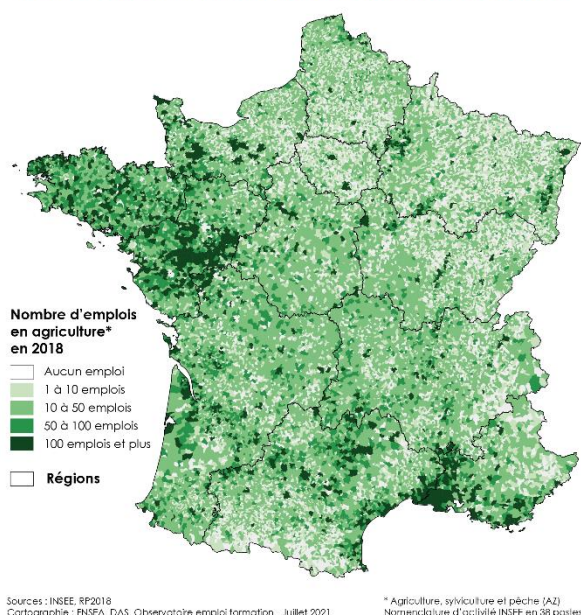 Nombre d'emplois
en agriculture*
en 2018
Aucun emploi
1 à 10 emplois
10 à 50 emplois
50 à 100 emplois
100 emplois et plus
Régions
Sources : INSEE, RP2018
Cartographie : ENSFA, DAS, Observatoire emploi formation, Juillet 2021
* Agriculture, sylviculture et pêche (AZ)
Nomenclature d'activité INSEE en 38 postes